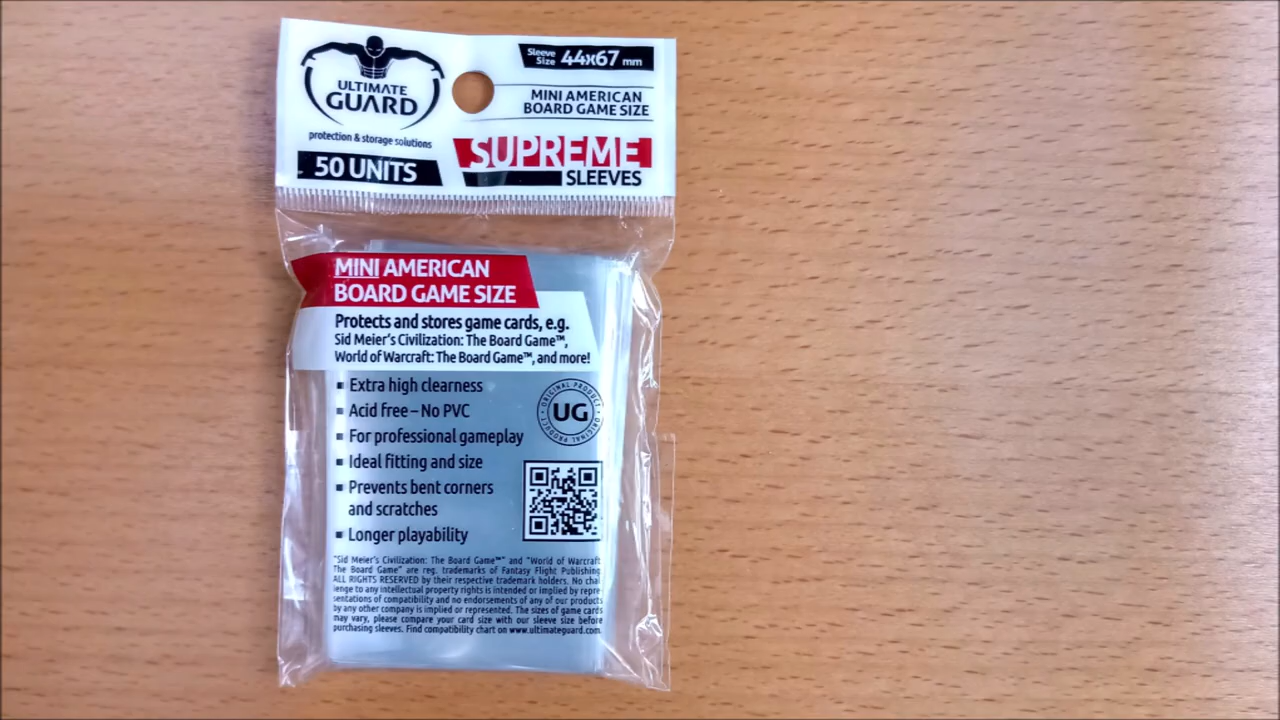 ULTIMATE
GUARD
protection & storage solutions
50 UNITS
Sleeve
Size 44x67 mm
MINI AMERICAN
BOARD GAME SIZE
SUPREME
SLEEVES
MINI AMERICAN
BOARD GAME SIZE
Protects and stores game cards, e.g.
Sid Meier's Civilization: The Board Game™,
World of Warcraft: The Board Game™, and more!
▪ Extra high clearness
▪ Acid free – No PVC
▪ For professional gameplay
▪ Ideal fitting and size
▪ Prevents bent corners
and scratches
▪ Longer playability
ORIGINAL PRODUCT • ORIGINAL PRODUCT •
UG
"Sid Meier's Civilization: The Board Game™" and "World of Warcraft
The Board Game" are reg. trademarks of Fantasy Flight Publishing
ALL RIGHTS RESERVED by their respective trademark holders. No chal
lenge to any intellectual property rights is intended or implied by repre
sentations of compatibility and no endorsements of any of our products
by any other company is implied or represented. The sizes of game cards
may vary, please compare your card size with our sleeve size before
purchasing sleeves. Find compatibility chart on www.ultimateguard.com.